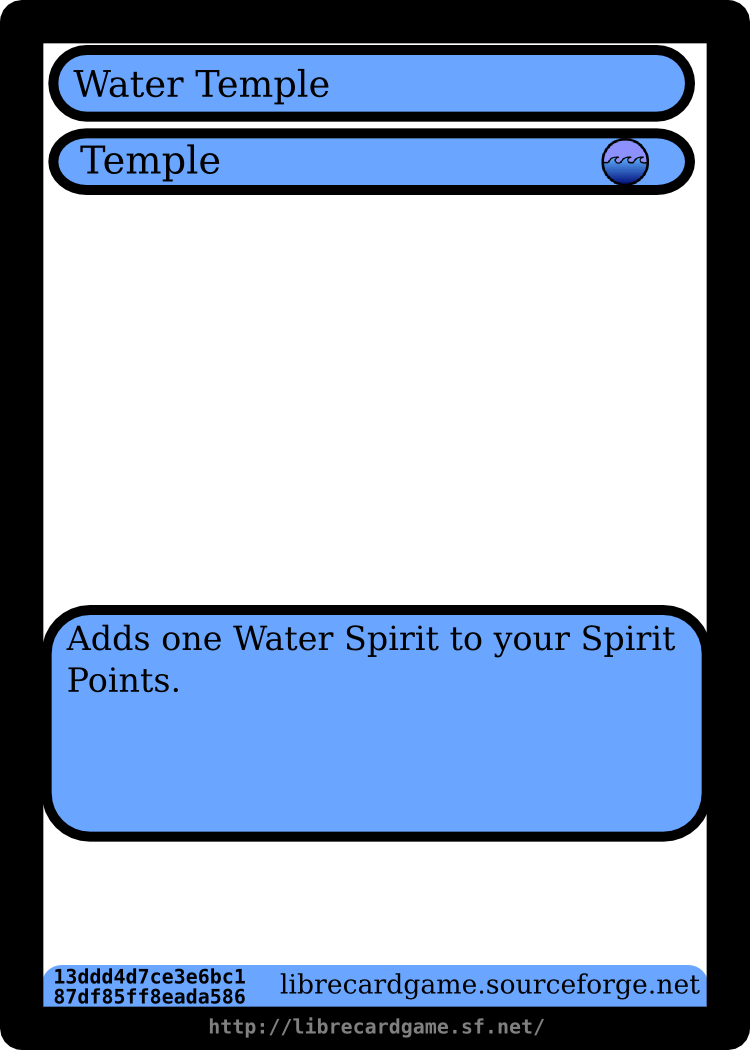 Water Temple
Temple
Adds one Water Spirit to your Spirit
Points.
13ddd4d7ce3e6bc1
87df85ff8eada586
librecardgame.sourceforge.net
http://librecardgame.sf.net/